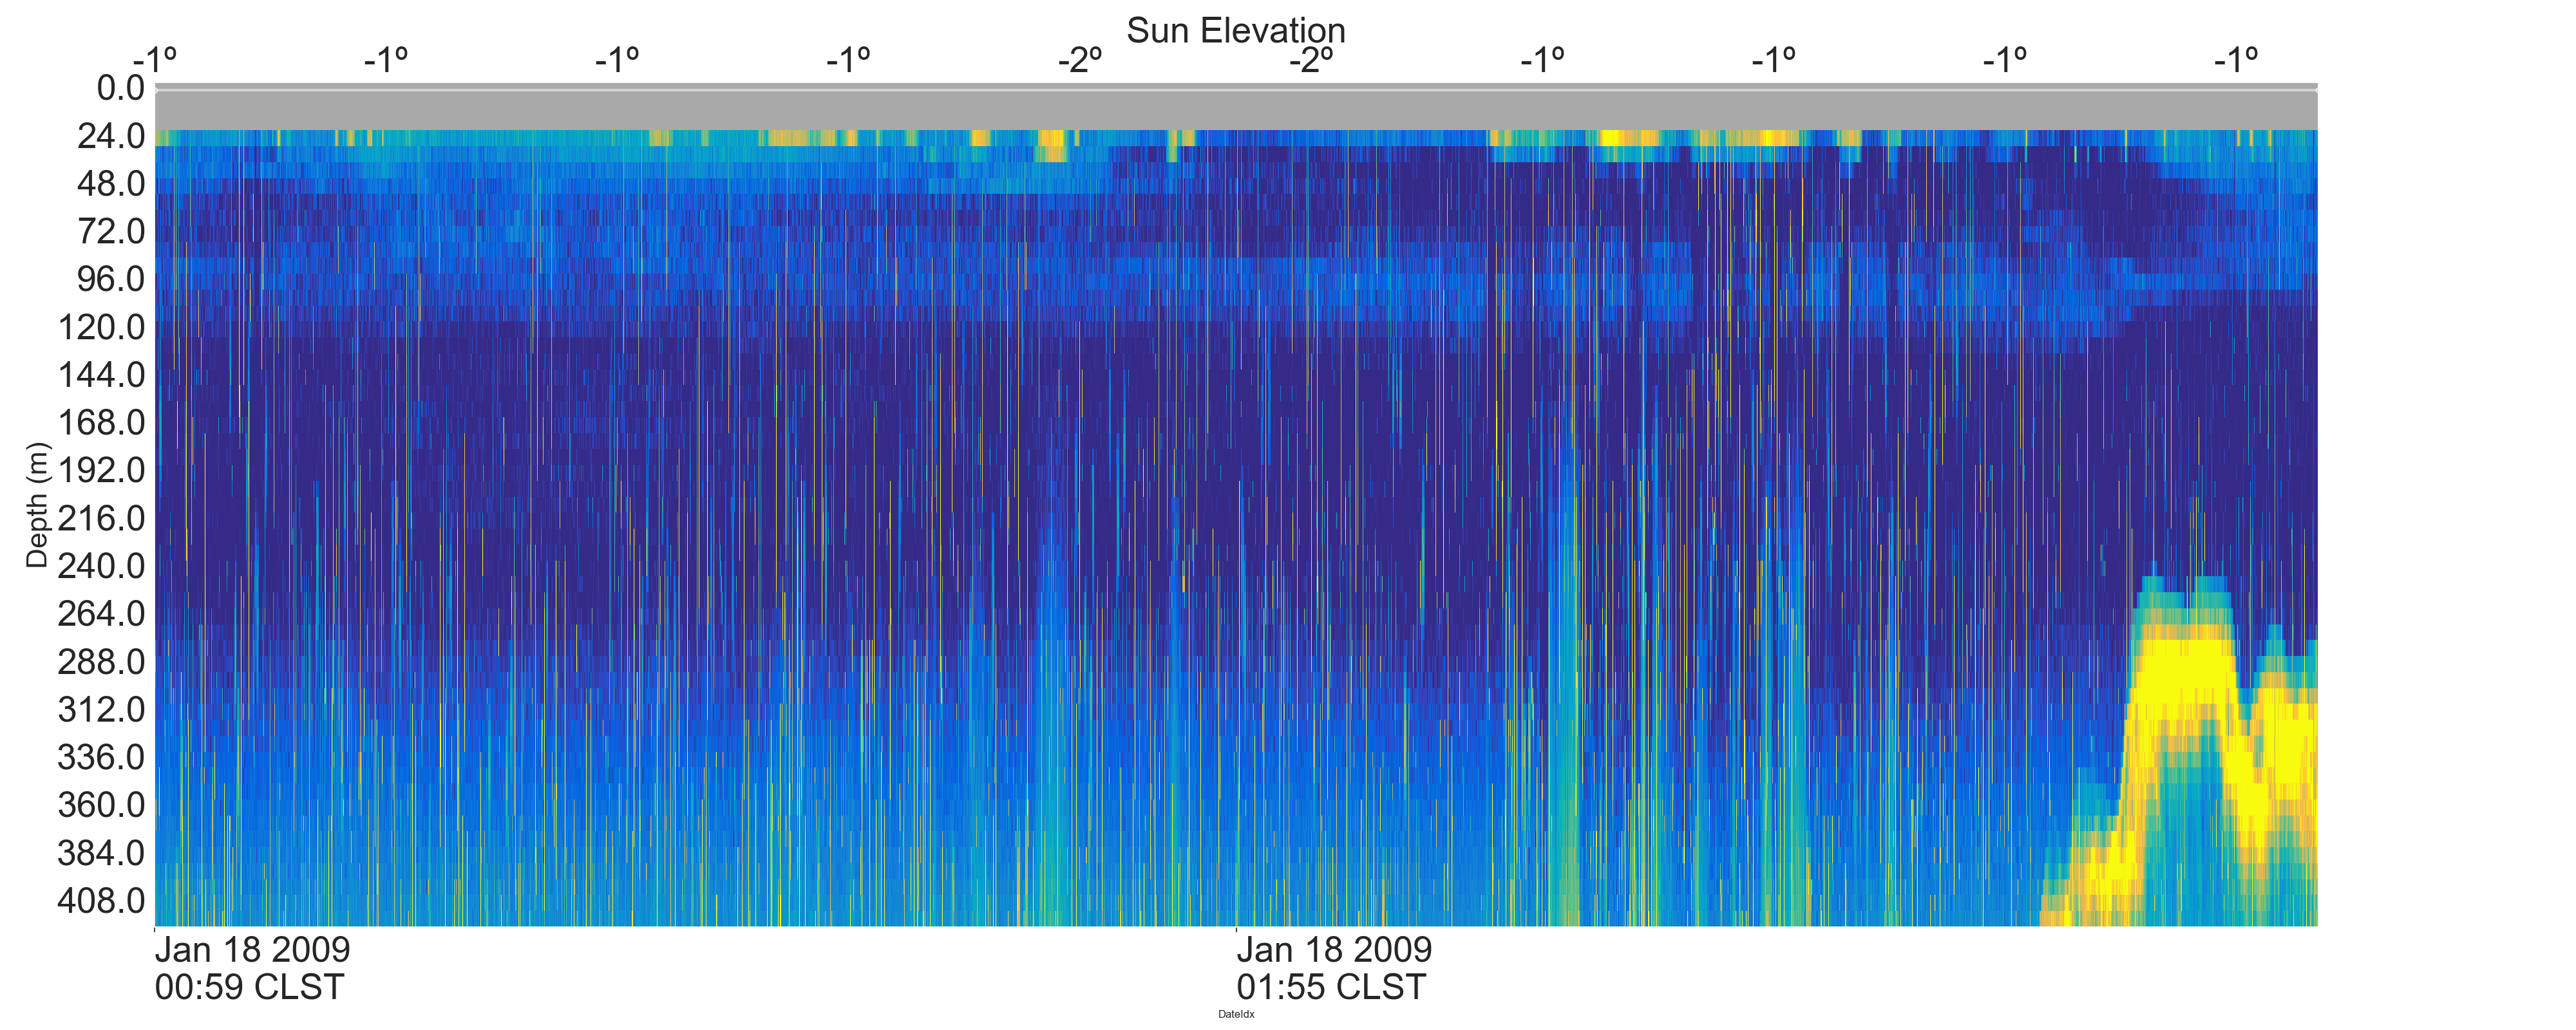 Sun Elevation
-1º -1º -1º -1º -2º -2º -1º -1º -1º -1º
0.0
24.0
48.0
72.0
96.0
120.0
144.0
168.0
192.0
216.0
240.0
264.0
288.0
312.0
336.0
360.0
384.0
408.0
Depth (m)
Jan 18 2009
00:59 CLST
Jan 18 2009
01:55 CLST
DateIdx